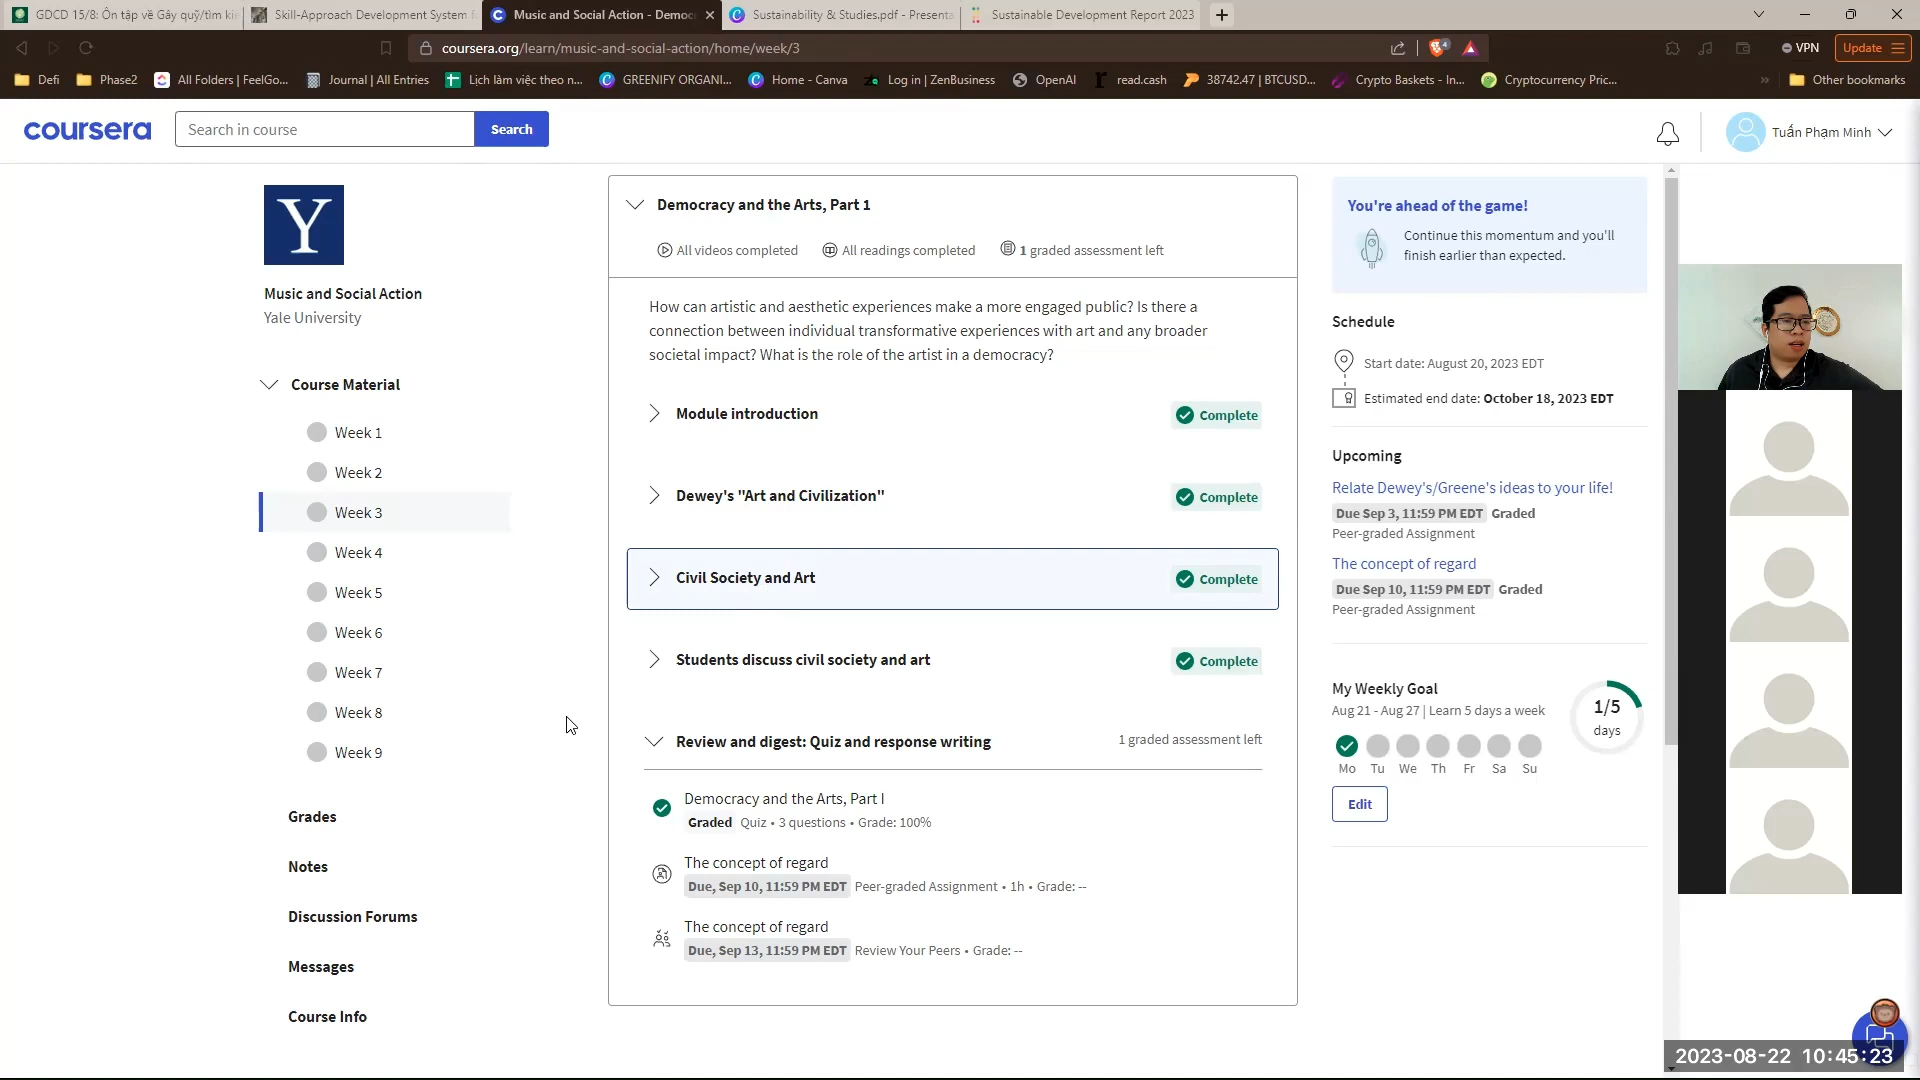 GDCD 15/8: Ôn tập về Gây quỹ/tìm kiế
Skill-Approach Development System f
Music and Social Action - Democ
Sustainability & Studies.pdf - Presenta
Sustainable Development Report 2023
coursera.org/learn/music-and-social-action/home/week/3
4
VPN
Update
Defi
Phase2
All Folders | FeelGo...
Journal | All Entries
Lịch làm việc theo n...
GREENIFY ORGANI...
Home - Canva
Log in | ZenBusiness
OpenAI
read.cash
38742.47 | BTCUSD...
Crypto Baskets - In...
Cryptocurrency Pric...
Other bookmarks
coursera
Search in course
Search
Tuấn Phạm Minh
Y
Music and Social Action
Yale University
Course Material
Week 1
Week 2
Week 3
Week 4
Week 5
Week 6
Week 7
Week 8
Week 9
Grades
Notes
Discussion Forums
Messages
Course Info
Democracy and the Arts, Part 1
All videos completed
All readings completed
1 graded assessment left
How can artistic and aesthetic experiences make a more engaged public? Is there a
connection between individual transformative experiences with art and any broader
societal impact? What is the role of the artist in a democracy?
Module introduction
Complete
Dewey's "Art and Civilization"
Complete
Civil Society and Art
Complete
Students discuss civil society and art
Complete
Review and digest: Quiz and response writing
1 graded assessment left
Democracy and the Arts, Part I
Graded Quiz • 3 questions • Grade: 100%
The concept of regard
Due, Sep 10, 11:59 PM EDT Peer-graded Assignment • 1h • Grade: --
The concept of regard
Due, Sep 13, 11:59 PM EDT Review Your Peers • Grade: --
You're ahead of the game!
Continue this momentum and you'll
finish earlier than expected.
Schedule
Start date: August 20, 2023 EDT
Estimated end date: October 18, 2023 EDT
Upcoming
Relate Dewey's/Greene's ideas to your life!
Due Sep 3, 11:59 PM EDT Graded
Peer-graded Assignment
The concept of regard
Due Sep 10, 11:59 PM EDT Graded
Peer-graded Assignment
My Weekly Goal
Aug 21 - Aug 27 | Learn 5 days a week
1/5
days
Mo Tu We Th Fr Sa Su
Edit
2023-08-22 10:45:23